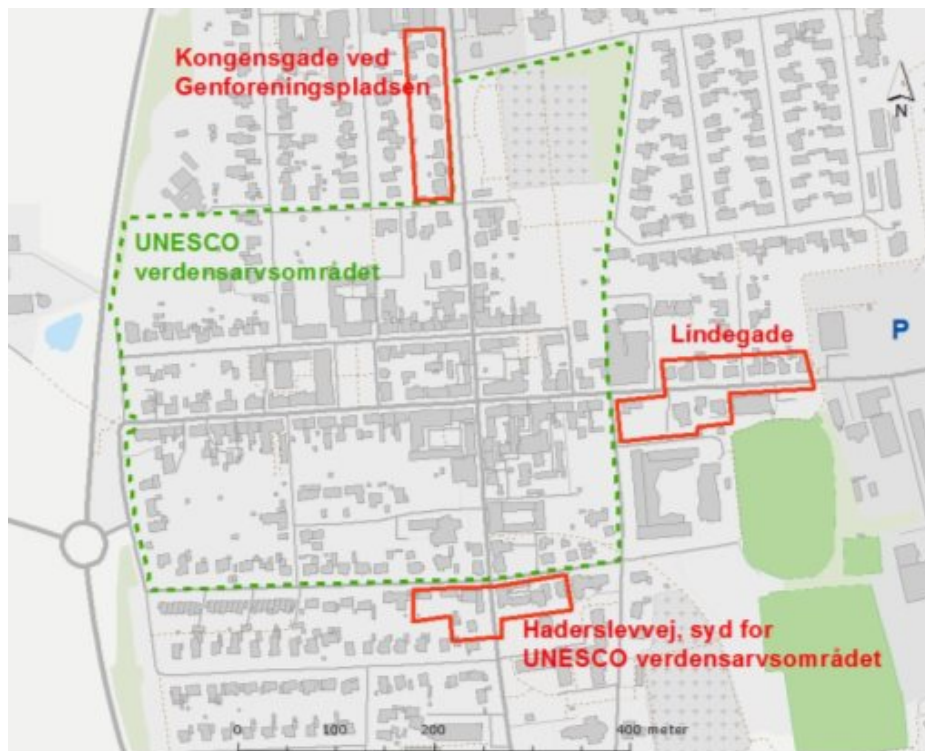 Kongensgade ved
Genforeningspladsen
N
UNESCO
verdensarvsområdet
Lindegade
P
Haderslevvej, syd for
UNESCO verdensarvsområdet
0 100 200 400 meter